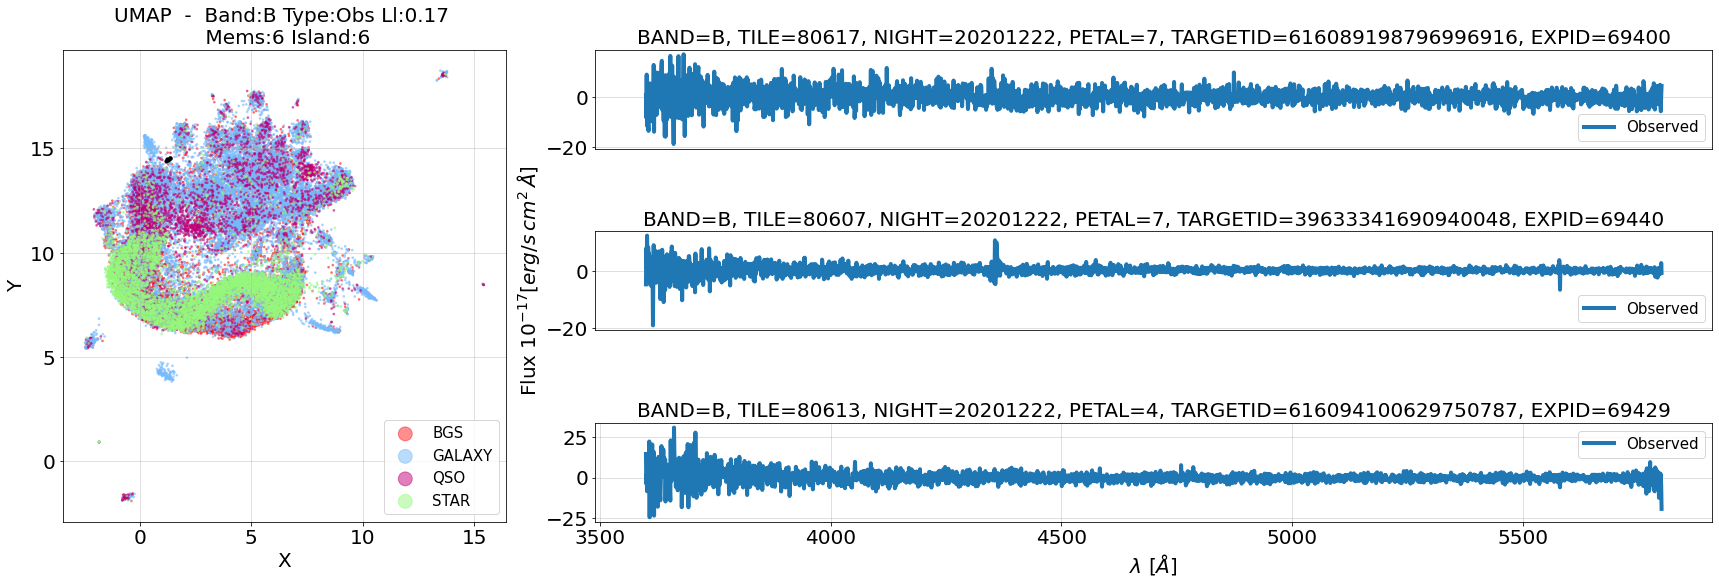 UMAP - Band:B Type:Obs Ll:0.17
Mems:6 Island:6
Y
15
10
5
0
0 5 10 15
X
BGS
GALAXY
QSO
STAR
Flux 10⁻¹⁷[erg/s cm² Å]
BAND=B, TILE=80617, NIGHT=20201222, PETAL=7, TARGETID=616089198796996916, EXPID=69400
0
−20
Observed
BAND=B, TILE=80607, NIGHT=20201222, PETAL=7, TARGETID=39633341690940048, EXPID=69440
0
−20
Observed
BAND=B, TILE=80613, NIGHT=20201222, PETAL=4, TARGETID=616094100629750787, EXPID=69429
25
0
−25
Observed
3500 4000 4500 5000 5500
λ [Å]